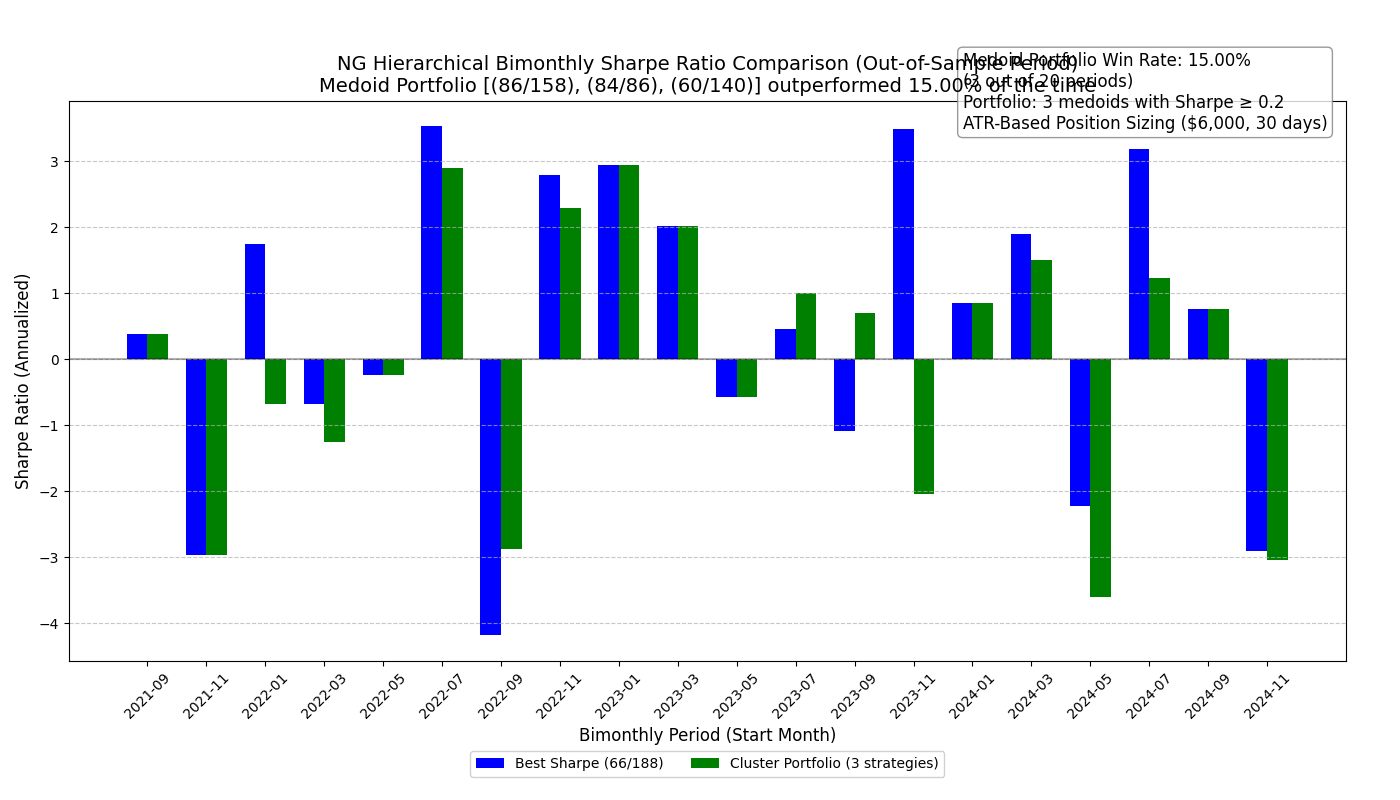 NG Hierarchical Bimonthly Sharpe Ratio Comparison (Out-of-Sample Period)
Medoid Portfolio [(86/158), (84/86), (60/140)] outperformed 15.00% of the time
Medoid Portfolio Win Rate: 15.00%
(3 out of 20 periods)
Portfolio: 3 medoids with Sharpe ≥ 0.2
ATR-Based Position Sizing ($6,000, 30 days)
Sharpe Ratio (Annualized)
3
2
1
0
−1
−2
−3
−4
2021-09
2021-11
2022-01
2022-03
2022-05
2022-07
2022-09
2022-11
2023-01
2023-03
2023-05
2023-07
2023-09
2023-11
2024-01
2024-03
2024-05
2024-07
2024-09
2024-11
Bimonthly Period (Start Month)
Best Sharpe (66/188)
Cluster Portfolio (3 strategies)